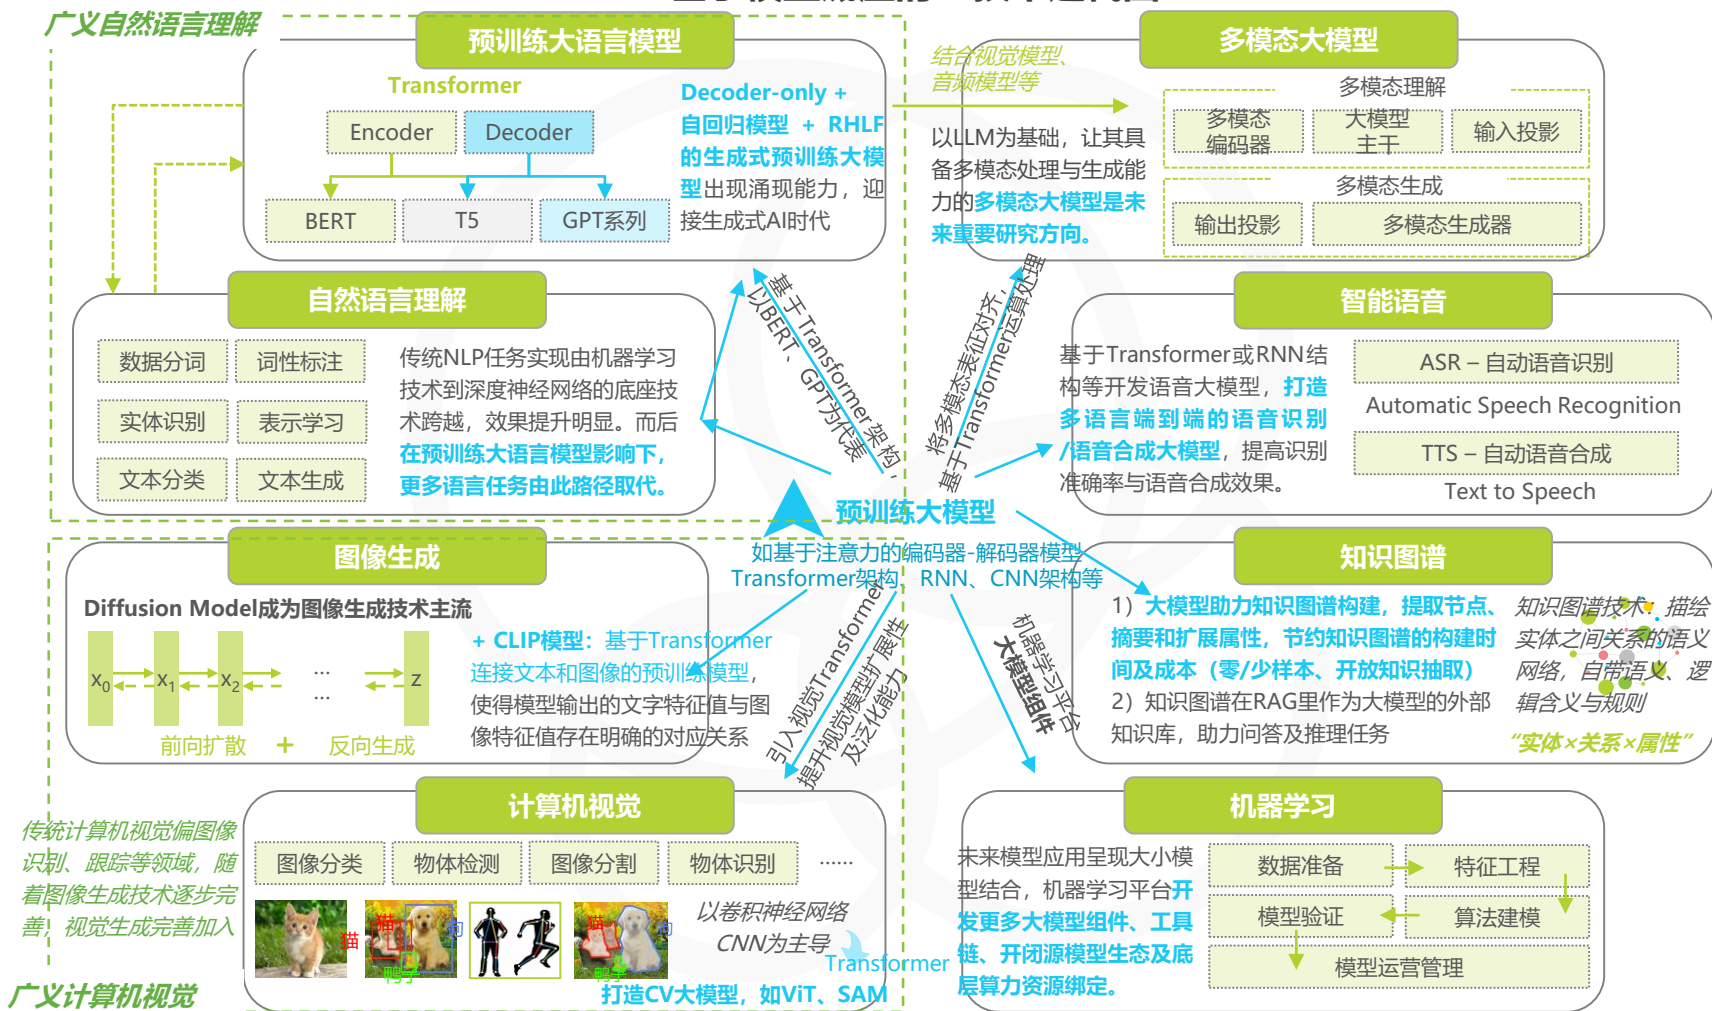 广义自然语言理解
预训练大语言模型
Transformer
Encoder
Decoder
BERT
T5
GPT系列
Decoder-only +
自回归模型 + RHLF
的生成式预训练大模
型出现涌现能力，迎
接生成式AI时代
结合视觉模型、
音频模型等
多模态大模型
以LLM为基础，让其具
备多模态处理与生成能
力的多模态大模型是未
来重要研究方向。
多模态理解
多模态
编码器
大模型
主干
输入投影
多模态生成
输出投影
多模态生成器
自然语言理解
数据分词
词性标注
实体识别
表示学习
文本分类
文本生成
传统NLP任务实现由机器学习
技术到深度神经网络的底座技
术跨越，效果提升明显。而后
在预训练大语言模型影响下，
更多语言任务由此路径取代。
基于Transformer架构，
以BERT、GPT为代表
将多模态表征对齐，
基于Transformer运算处理
智能语音
基于Transformer或RNN结
构等开发语音大模型，打造
多语言端到端的语音识别
/语音合成大模型，提高识别
准确率与语音合成效果。
ASR – 自动语音识别
Automatic Speech Recognition
TTS – 自动语音合成
Text to Speech
预训练大模型
如基于注意力的编码器-解码器模型
Transformer架构、RNN、CNN架构等
图像生成
Diffusion Model成为图像生成技术主流
x0
x1
x2
...
...
z
前向扩散 + 反向生成
+ CLIP模型：基于Transformer
连接文本和图像的预训练模型，
使得模型输出的文字特征值与图
像特征值存在明确的对应关系
引入视觉Transformer
提升视觉模型扩展性
及泛化能力
机器学习平台
大模型组件
知识图谱
1）大模型助力知识图谱构建，提取节点、
摘要和扩展属性，节约知识图谱的构建时
间及成本（零/少样本、开放知识抽取）
2）知识图谱在RAG里作为大模型的外部
知识库，助力问答及推理任务
知识图谱技术：描绘
实体之间关系的语义
网络，自带语义、逻
辑含义与规则
“实体×关系×属性”
计算机视觉
传统计算机视觉偏图像
识别、跟踪等领域，随
着图像生成技术逐步完
善，视觉生成完善加入
广义计算机视觉
图像分类
物体检测
图像分割
物体识别
......
猫
猫
狗
鸭子
猫
狗
鸭子
以卷积神经网络
CNN为主导
Transformer
打造CV大模型，如ViT、SAM
机器学习
未来模型应用呈现大小模
型结合，机器学习平台开
发更多大模型组件、工具
链、开闭源模型生态及底
层算力资源绑定。
数据准备
特征工程
模型验证
算法建模
模型运营管理